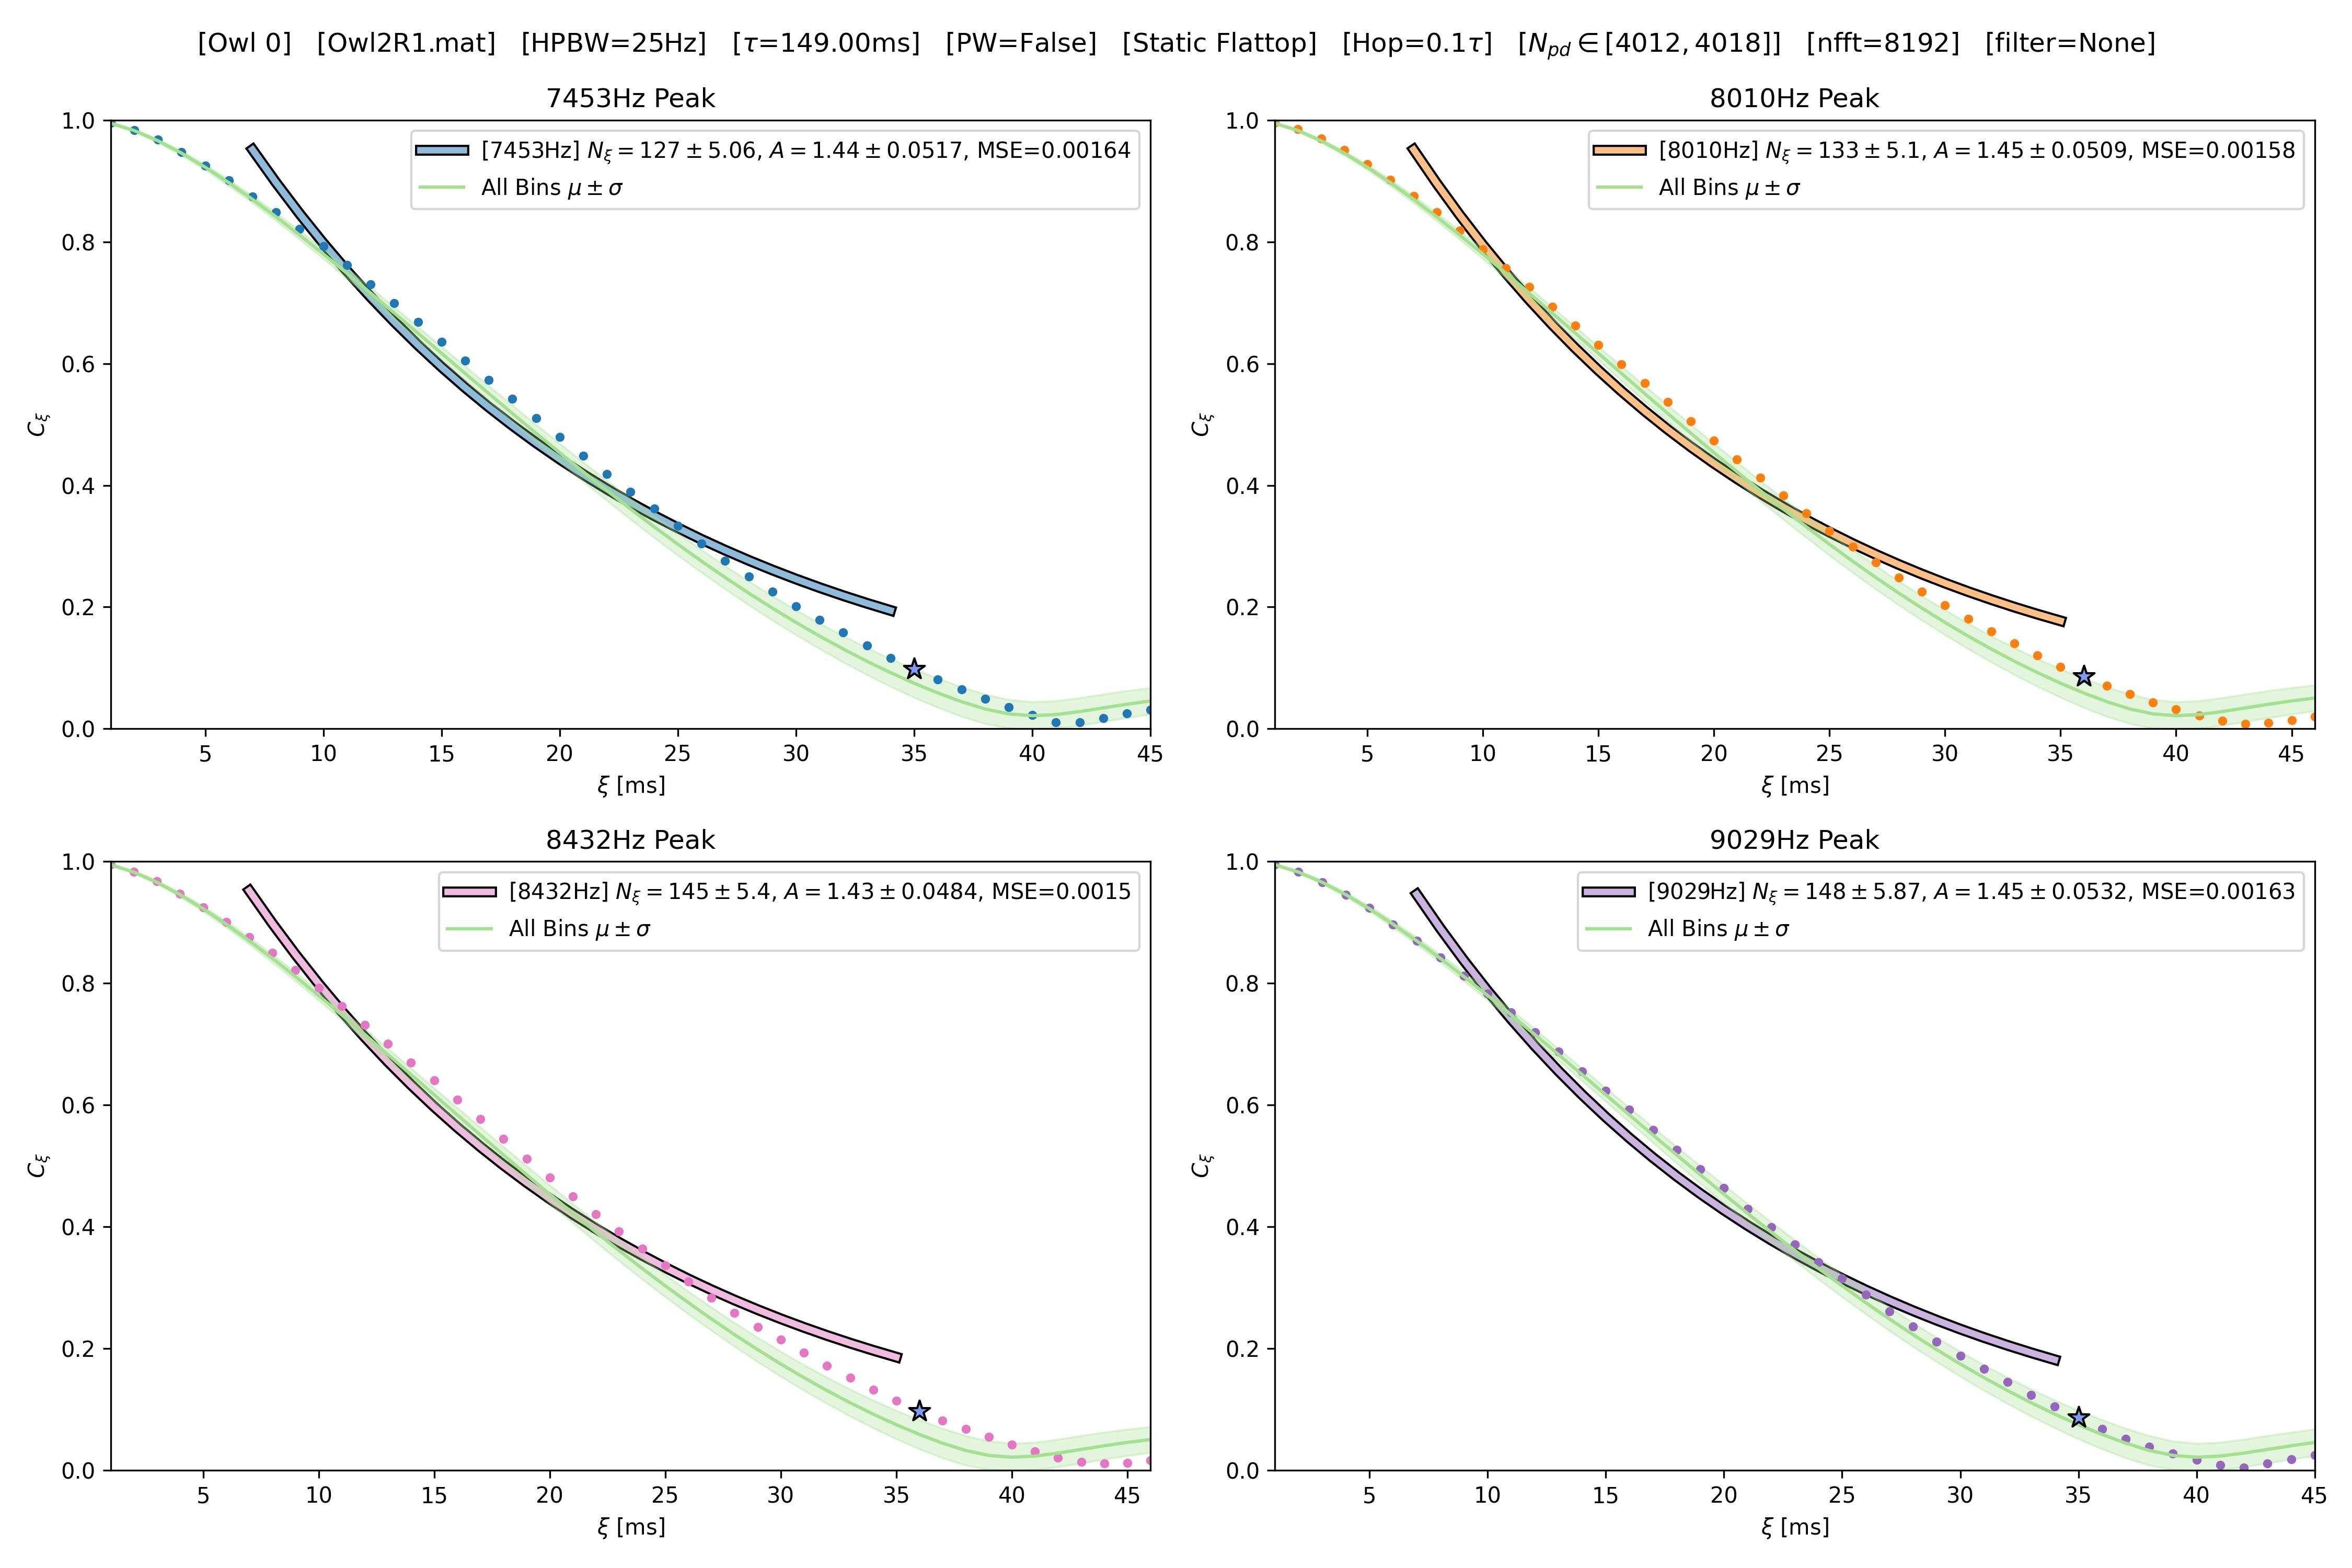 [Owl 0] [Owl2R1.mat] [HPBW=25Hz] [τ=149.00ms] [PW=False] [Static Flattop] [Hop=0.1τ] [N_pd ∈ [4012, 4018]] [nfft=8192] [filter=None]
7453Hz Peak
[7453Hz] N_ξ = 127 ± 5.06, A = 1.44 ± 0.0517, MSE=0.00164
All Bins μ ± σ
1.0
0.8
0.6
0.4
0.2
0.0
C_ξ
5 10 15 20 25 30 35 40 45
ξ [ms]
8010Hz Peak
[8010Hz] N_ξ = 133 ± 5.1, A = 1.45 ± 0.0509, MSE=0.00158
All Bins μ ± σ
1.0
0.8
0.6
0.4
0.2
0.0
C_ξ
5 10 15 20 25 30 35 40 45
ξ [ms]
8432Hz Peak
[8432Hz] N_ξ = 145 ± 5.4, A = 1.43 ± 0.0484, MSE=0.0015
All Bins μ ± σ
1.0
0.8
0.6
0.4
0.2
0.0
C_ξ
5 10 15 20 25 30 35 40 45
ξ [ms]
9029Hz Peak
[9029Hz] N_ξ = 148 ± 5.87, A = 1.45 ± 0.0532, MSE=0.00163
All Bins μ ± σ
1.0
0.8
0.6
0.4
0.2
0.0
C_ξ
5 10 15 20 25 30 35 40 45
ξ [ms]